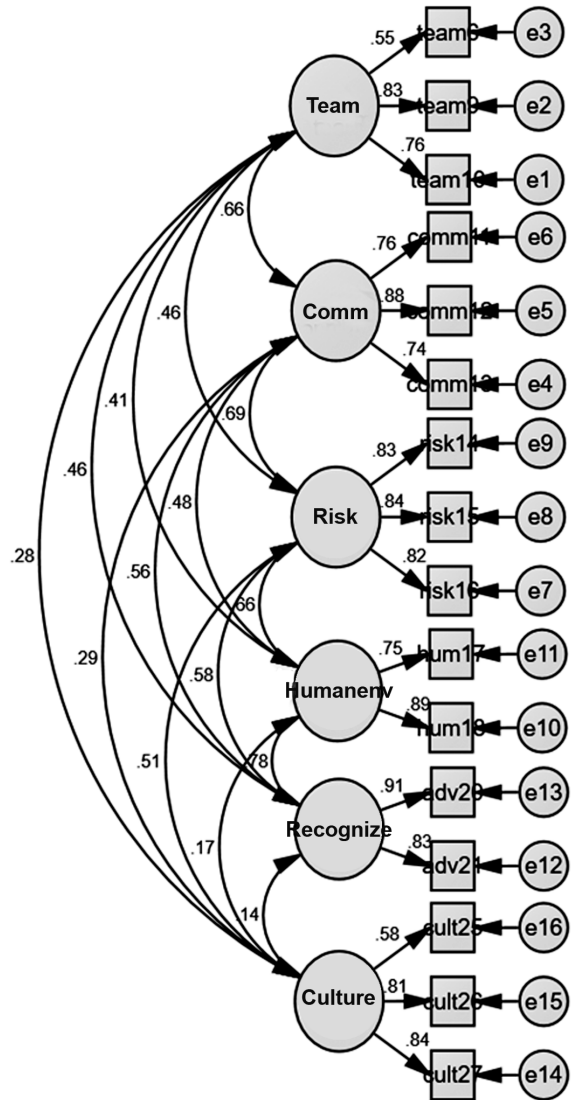 .55
team6
e3
Team
.83
team9
e2
.76
team10
e1
.66
.76
comm11
e6
Comm
.88
comm12
e5
.46
.74
comm13
e4
.41
.69
.83
risk14
e9
.46
.48
Risk
.84
risk15
e8
.28
.56
.82
risk16
e7
.66
.29
.58
.75
hum17
e11
Humanenv
.89
hum18
e10
.51
.78
.91
adv20
e13
Recognize
.17
.83
adv21
e12
.14
.58
cult25
e16
Culture
.81
cult26
e15
.84
cult27
e14